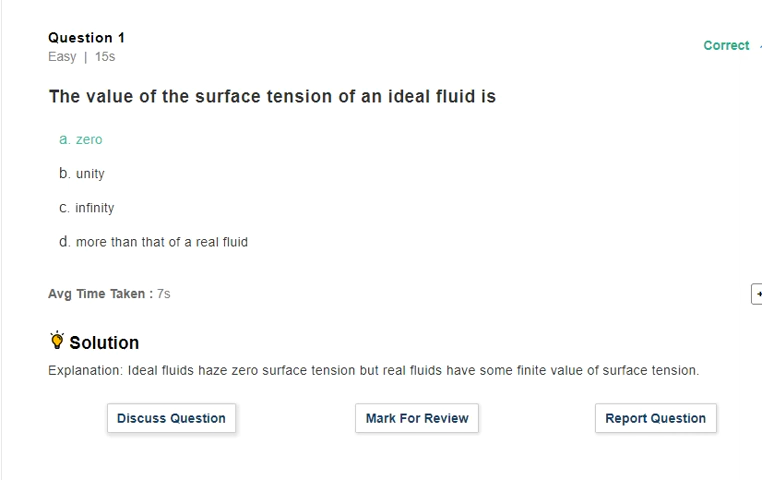 Question 1
Correct
Easy | 15s
The value of the surface tension of an ideal fluid is
a. zero
b. unity
c. infinity
d. more than that of a real fluid
Avg Time Taken : 7s
Solution
Explanation: Ideal fluids haze zero surface tension but real fluids have some finite value of surface tension.
Discuss Question Mark For Review Report Question